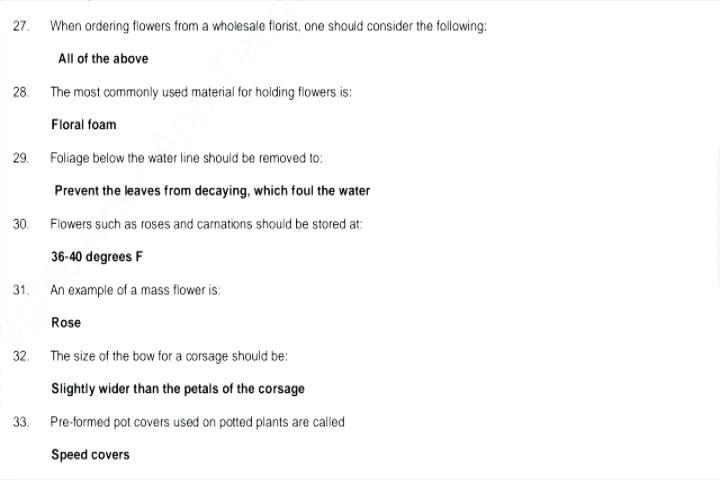 27. When ordering flowers from a wholesale florist, one should consider the following:
All of the above
28. The most commonly used material for holding flowers is:
Floral foam
29. Foliage below the water line should be removed to:
Prevent the leaves from decaying, which foul the water
30. Flowers such as roses and carnations should be stored at:
36-40 degrees F
31. An example of a mass flower is:
Rose
32. The size of the bow for a corsage should be:
Slightly wider than the petals of the corsage
33. Pre-formed pot covers used on potted plants are called
Speed covers